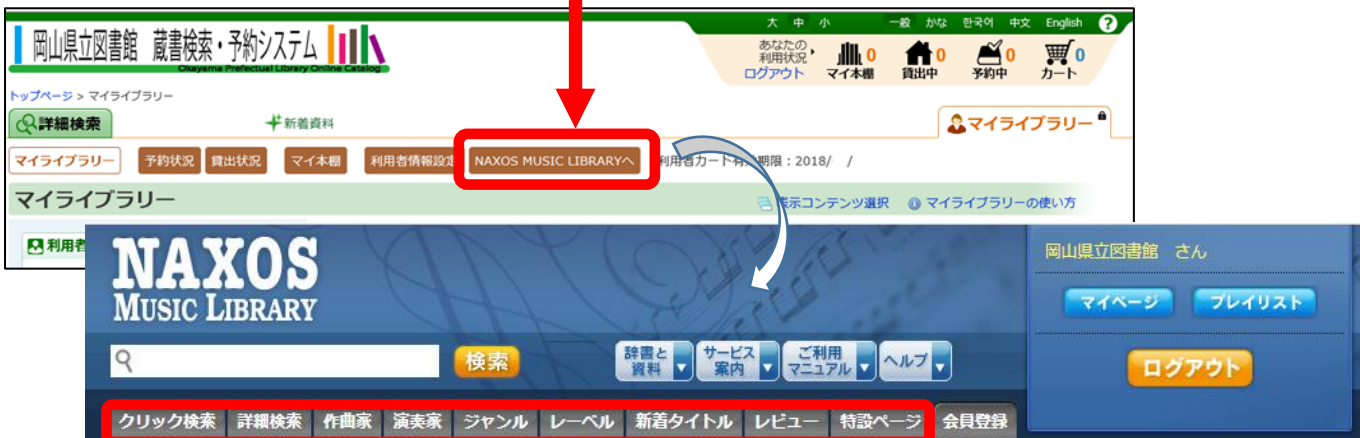 大 中 小 一般 かな 한국어 中文 English ?
岡山県立図書館 蔵書検索・予約システム
Okayama Prefectual Library Online Catalog
あなたの
利用状況
ログアウト
0
マイ本棚
0
貸出中
0
予約中
0
カート
トップページ > マイライブラリー
詳細検索
新着資料
マイライブラリー
マイライブラリー 予約状況 貸出状況 マイ本棚 利用者情報設定 NAXOS MUSIC LIBRARYへ 利用者カード有効期限:2018/ /
マイライブラリー
表示コンテンツ選択 マイライブラリーの使い方
利用者
NAXOS
MUSIC LIBRARY
岡山県立図書館 さん
マイページ プレイリスト
ログアウト
検索
辞書と
資料
サービス
案内
ご利用
マニュアル
ヘルプ
クリック検索 詳細検索 作曲家 演奏家 ジャンル レーベル 新着タイトル レビュー 特設ページ 会員登録